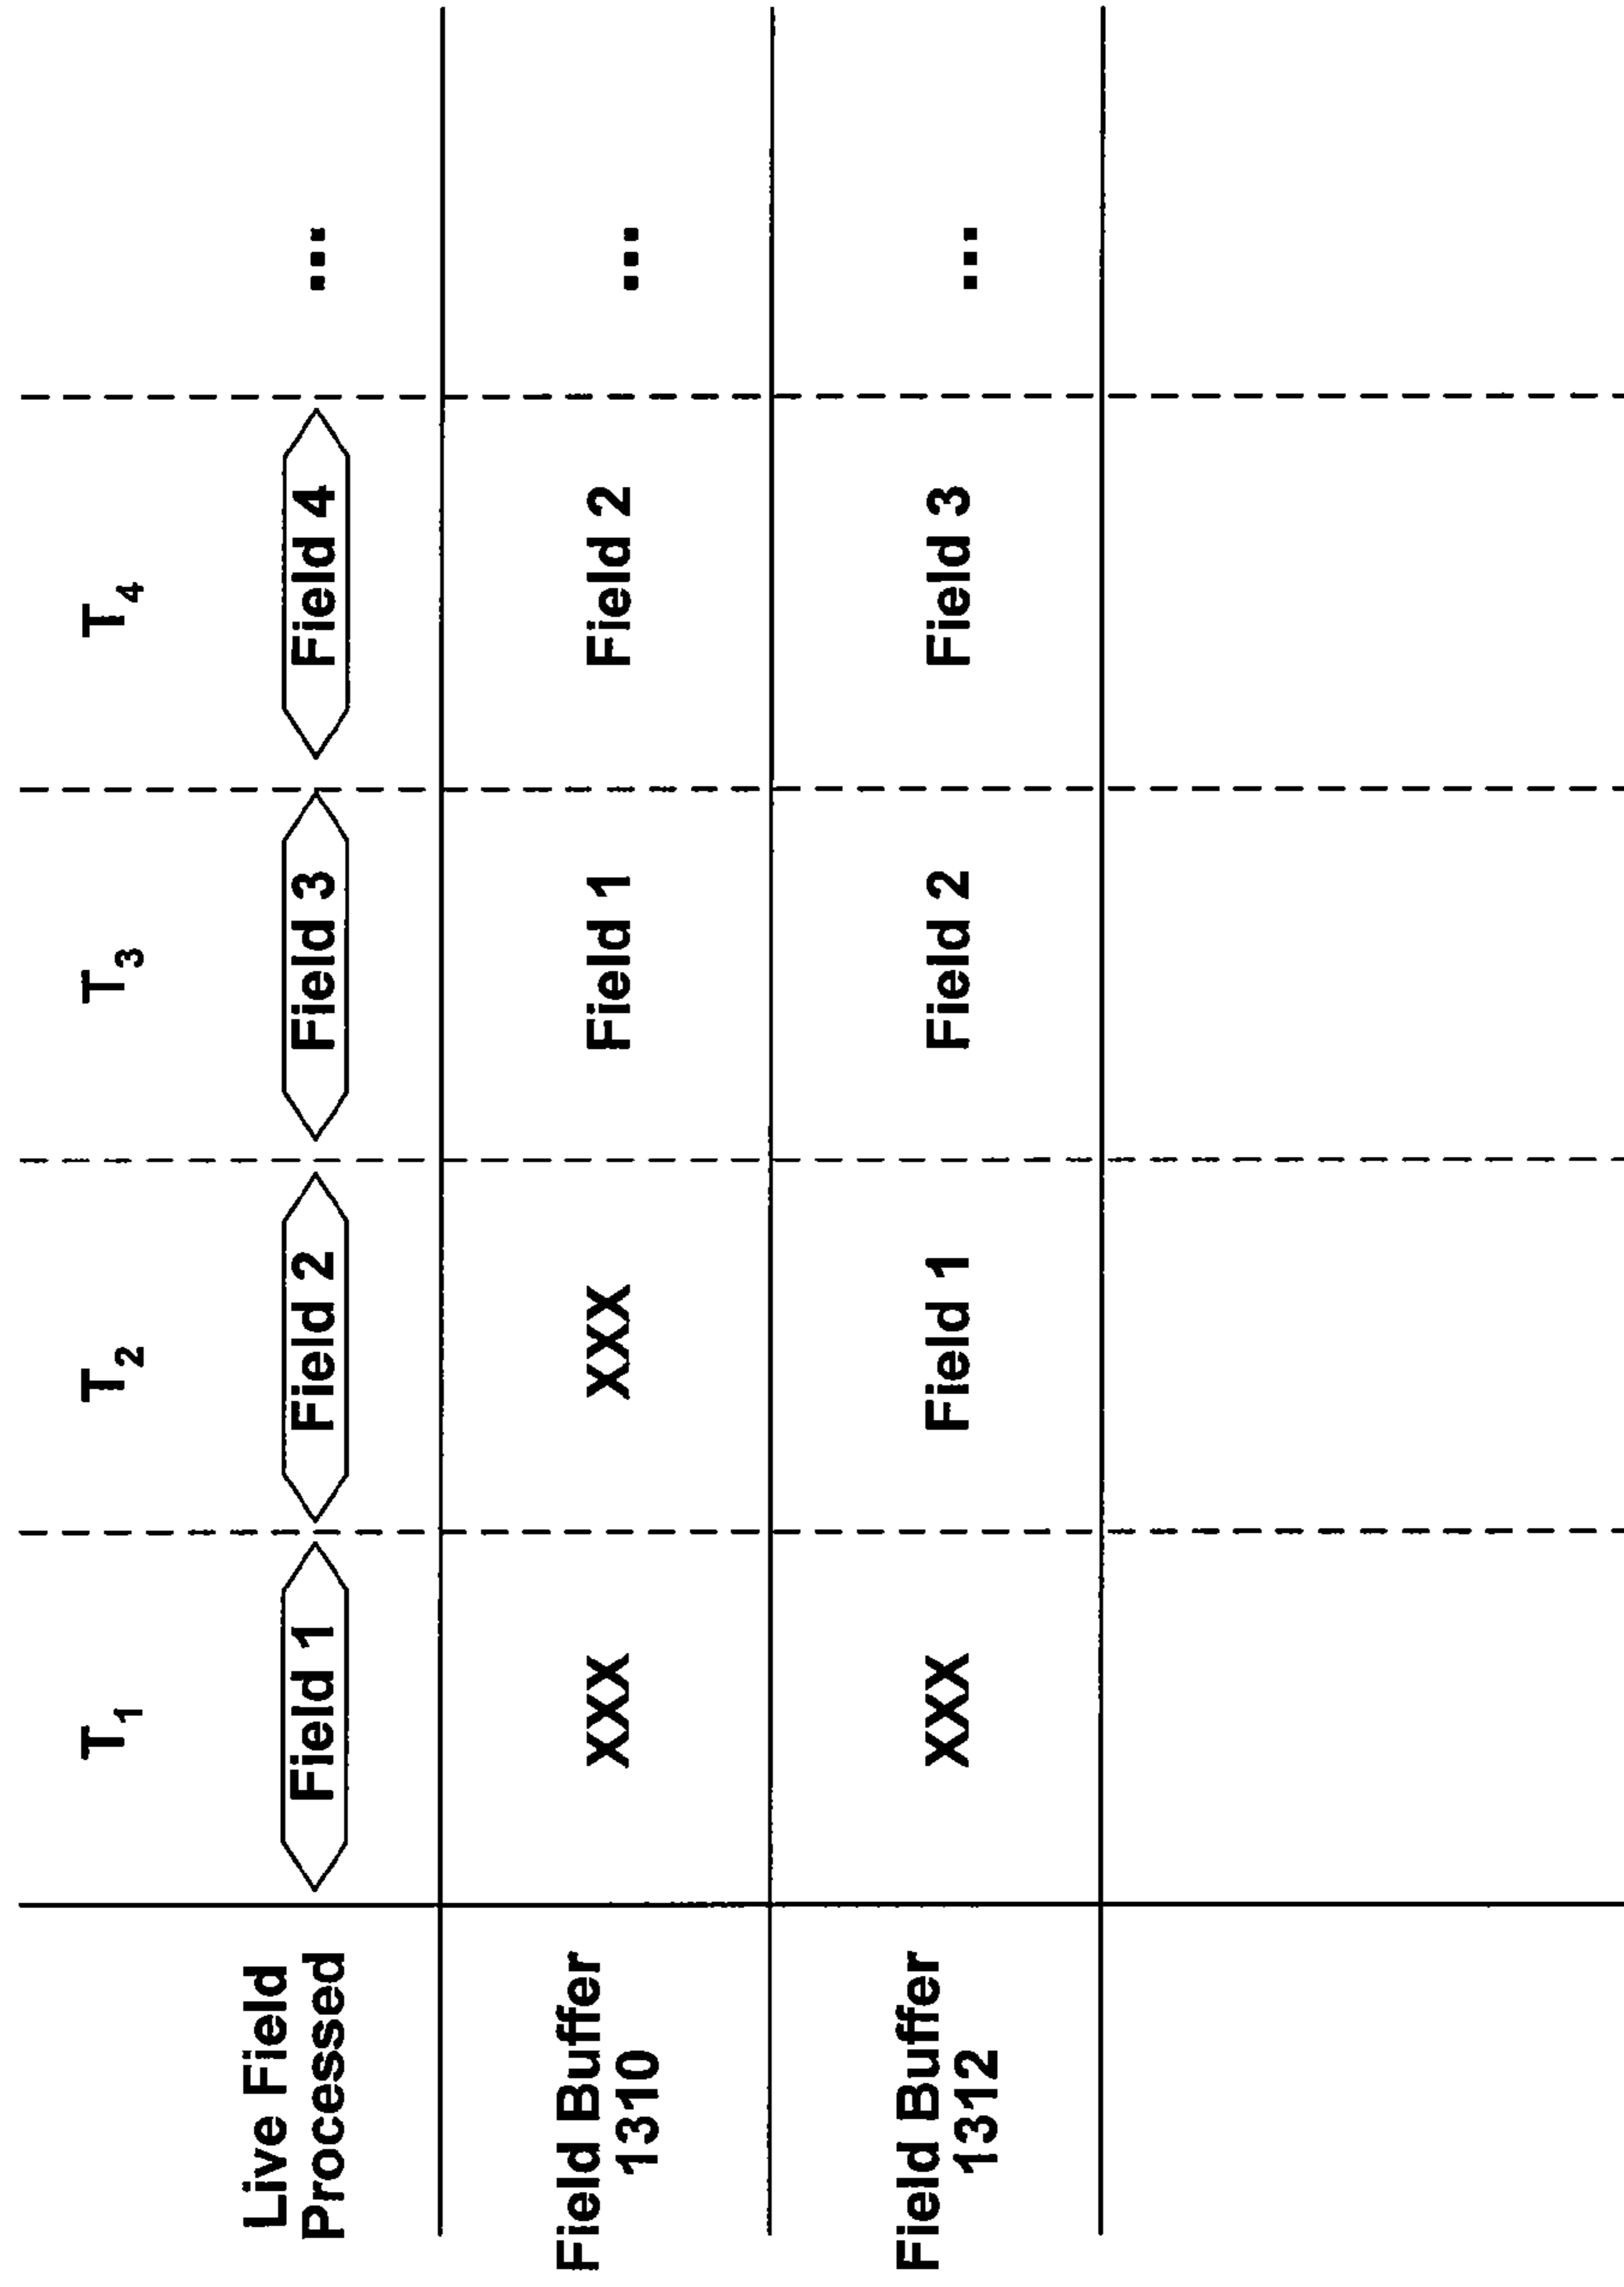 T1 T2 T3 T4
Live Field
Processed
Field 1 Field 2 Field 3 Field 4 ...
Field Buffer
1310
XXX XXX Field 1 Field 2 ...
Field Buffer
1312
XXX Field 1 Field 2 Field 3 ...